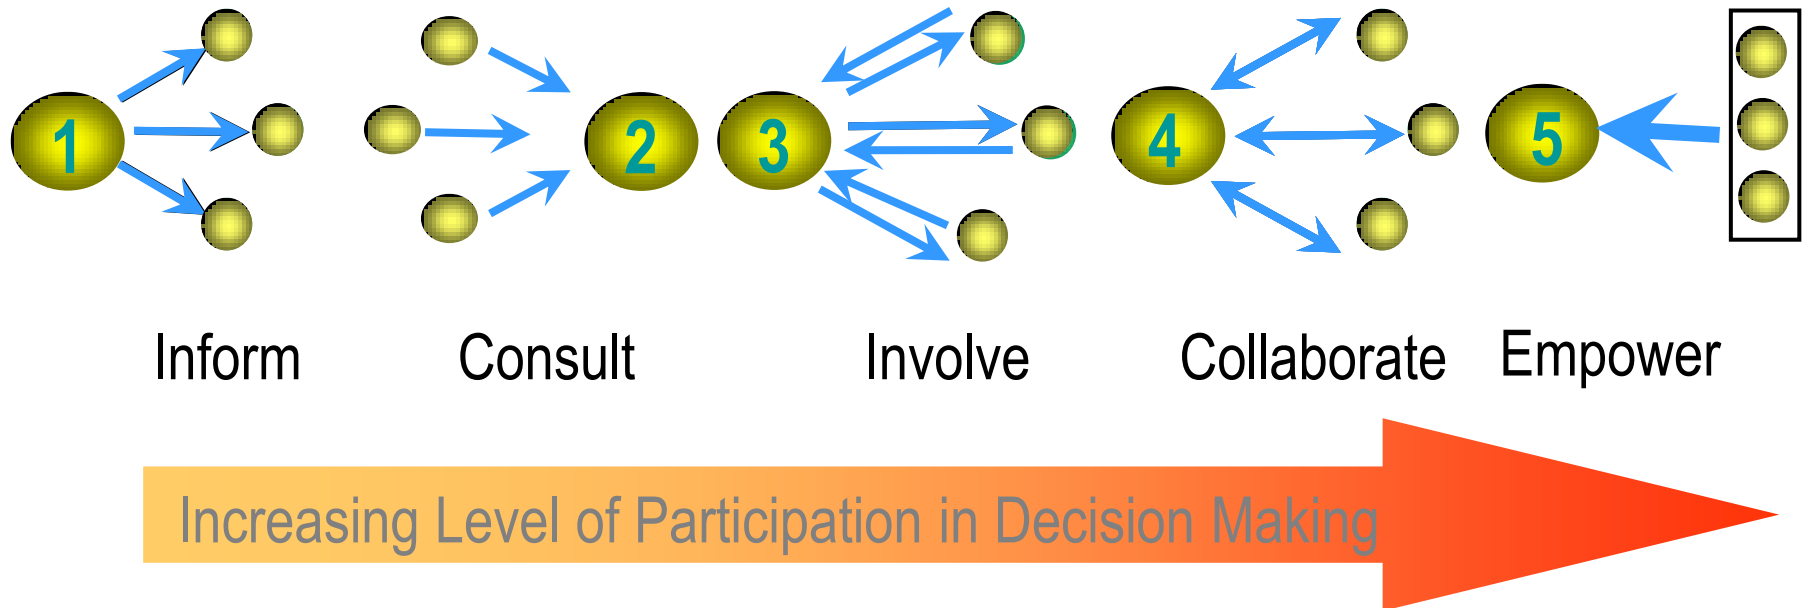 1 2 3 4 5
Inform Consult Involve Collaborate Empower
Increasing Level of Participation in Decision Making